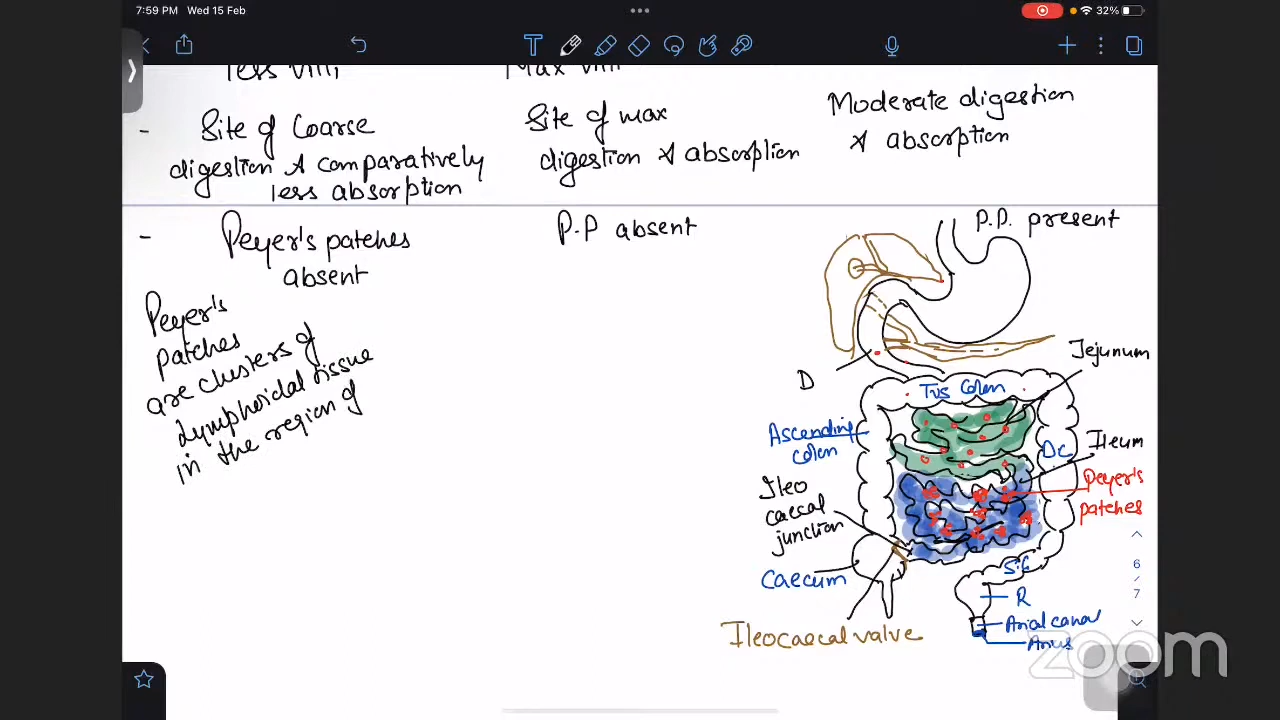 7:59 PM Wed 15 Feb
32%
less villi
Max villi
- Site of Coarse
digestion & comparatively
less absorption
Site of max
digestion & absorption
Moderate digestion
& absorption
- Peyer's patches
absent
P.P absent
P.P. present
Peyer's
patches
are clusters of
Lymphoidal tissue
in the region of
D
Jejunum
Tvs Colon
Ascending
colon
DC
Ileum
Ileo
caecal
junction
Peyer's
patches
Caecum
S.C
R
Anal canal
Anus
Ileocaecal valve
6
/
7
zoom